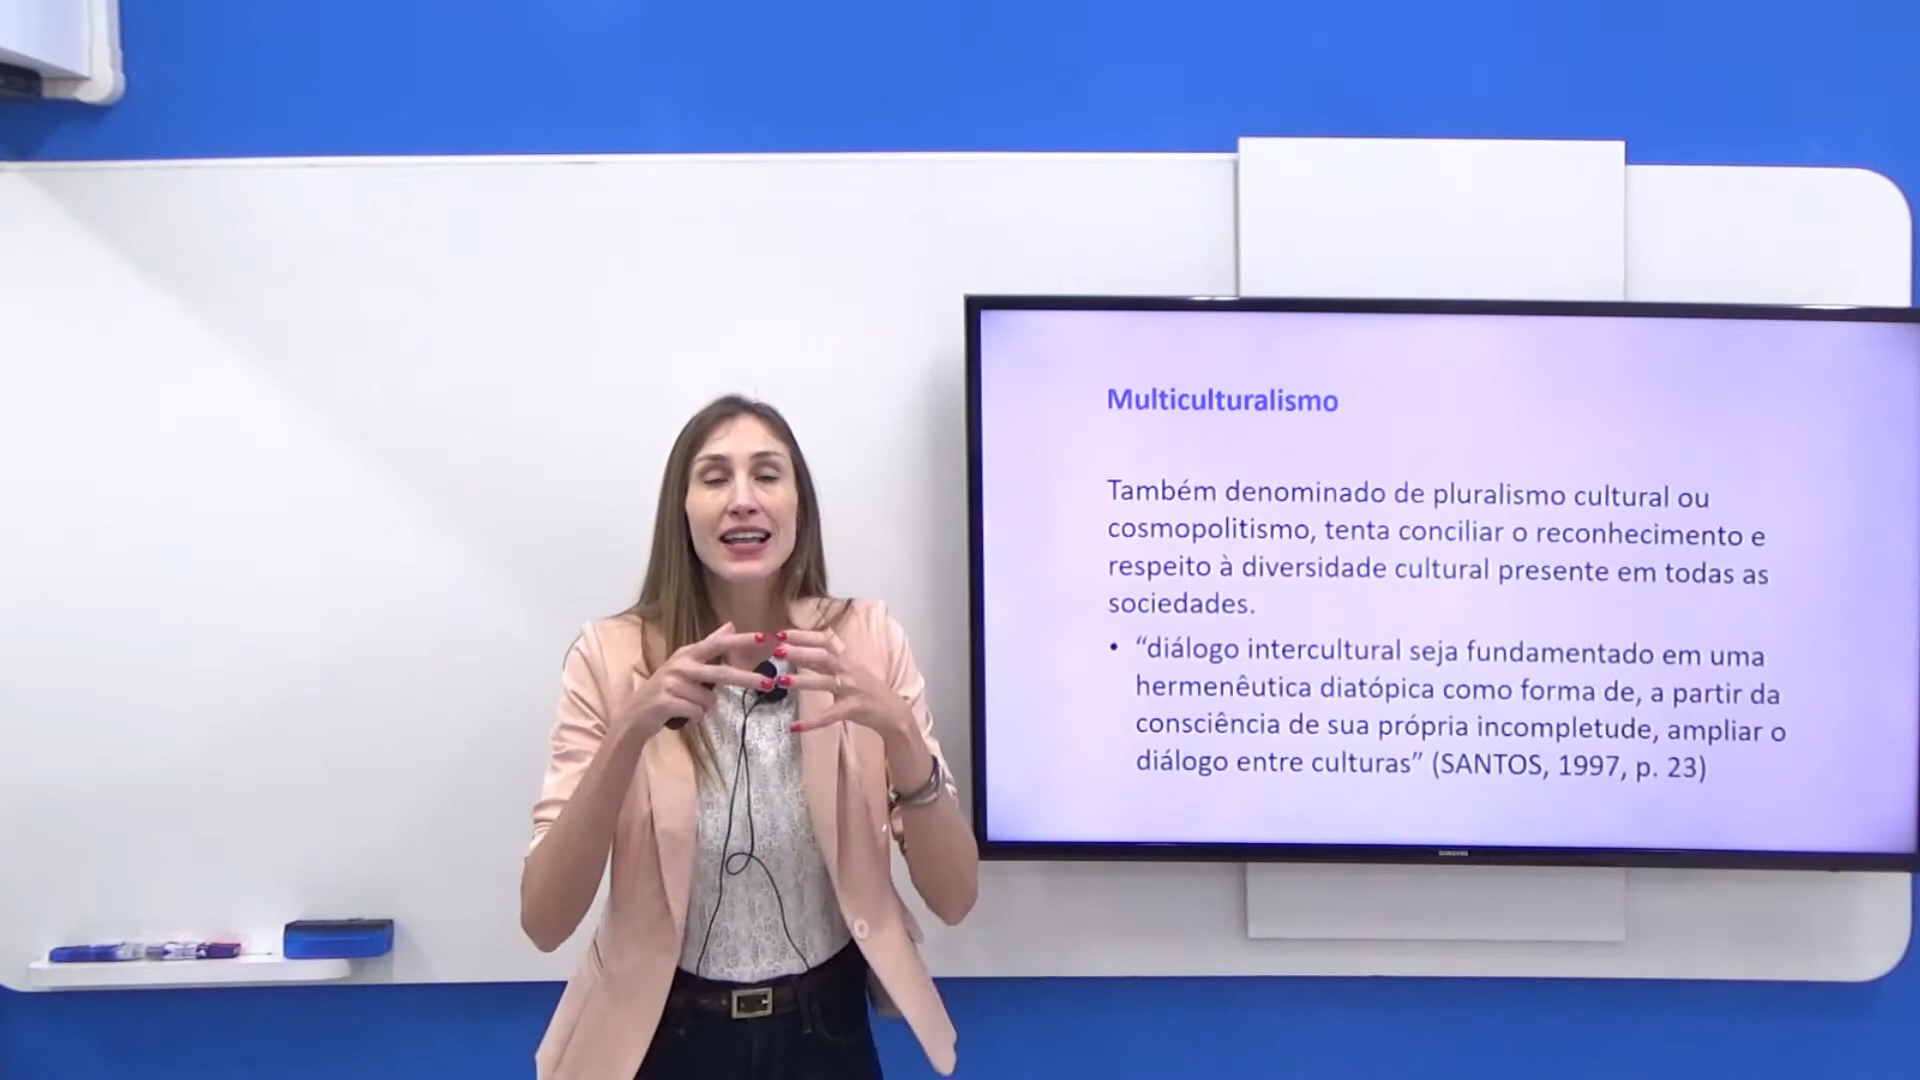 Multiculturalismo
Também denominado de pluralismo cultural ou
cosmopolitismo, tenta conciliar o reconhecimento e
respeito à diversidade cultural presente em todas as
sociedades.
• “diálogo intercultural seja fundamentado em uma
hermenêutica diatópica como forma de, a partir da
consciência de sua própria incompletude, ampliar o
diálogo entre culturas” (SANTOS, 1997, p. 23)
SAMSUNG